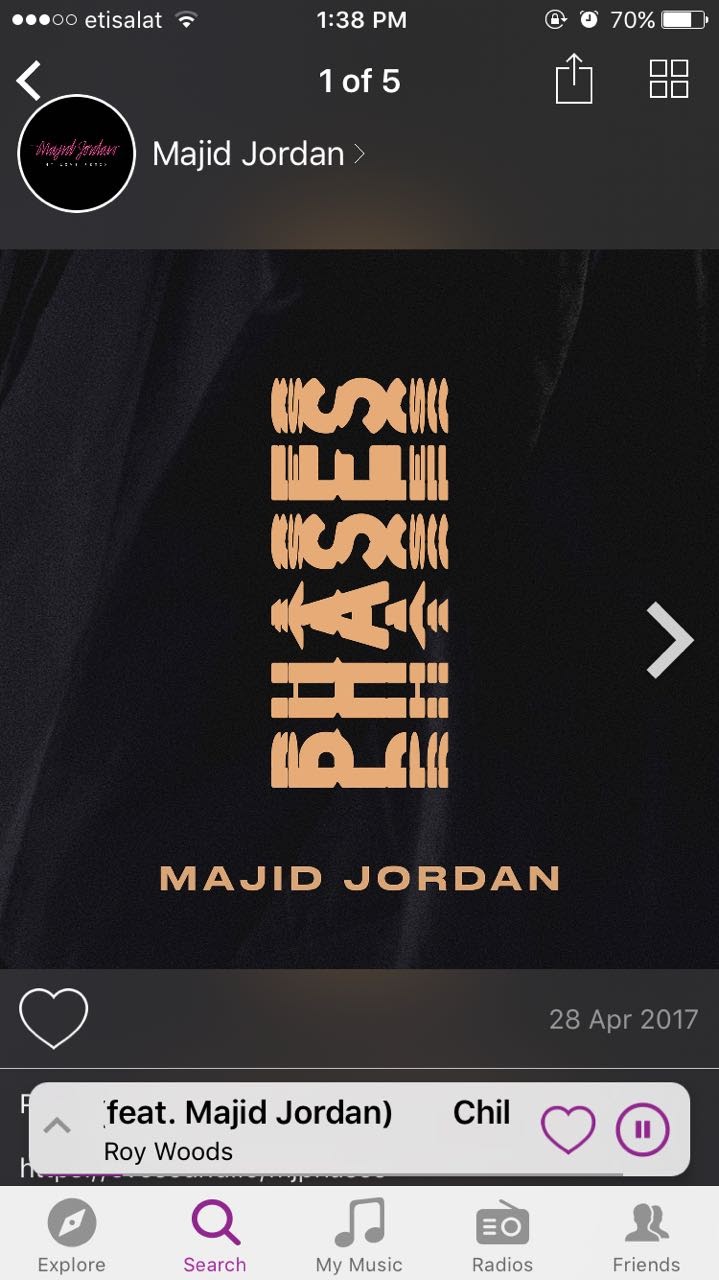 etisalat 1:38 PM 70%
1 of 5
Majid Jordan
Majid Jordan
PHASES
MAJID JORDAN
28 Apr 2017
(feat. Majid Jordan) Chil
Roy Woods
Explore Search My Music Radios Friends